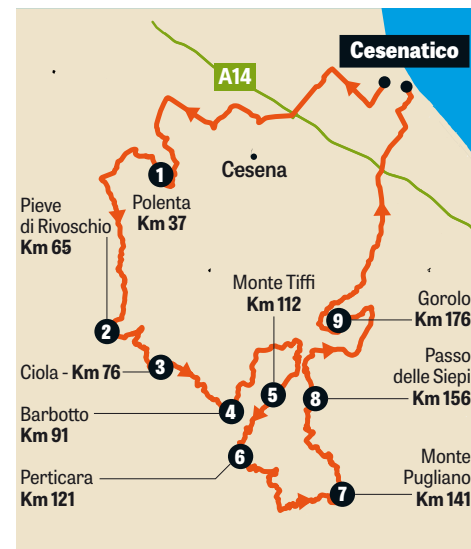 Cesenatico
A14
Cesena
1
Polenta
Km 37
Pieve
di Rivoschio
Km 65
2
Ciola - Km 76
3
Barbotto
Km 91
4
Monte Tiffi
Km 112
5
Perticara
Km 121
6
Monte
Pugliano
Km 141
7
Passo
delle Siepi
Km 156
8
Gorolo
Km 176
9